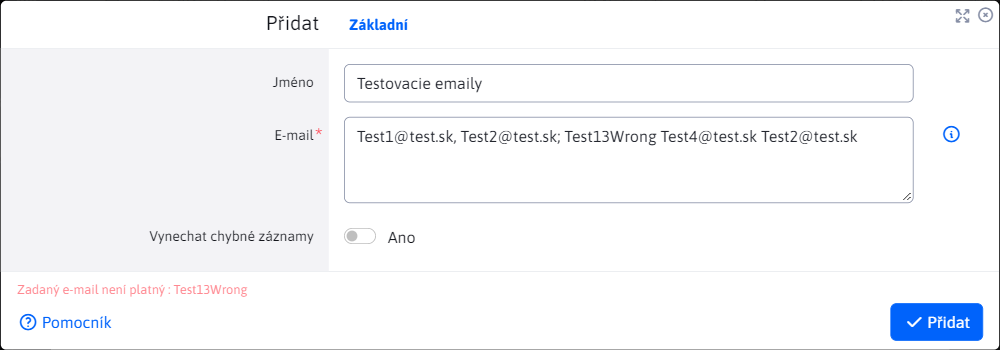 Přidat Základní
Jméno Testovacie emaily
E-mail* Test1@test.sk, Test2@test.sk; Test13Wrong Test4@test.sk Test2@test.sk
Vynechat chybné záznamy Ano
Zadaný e-mail není platný : Test13Wrong
Pomocník Přidat